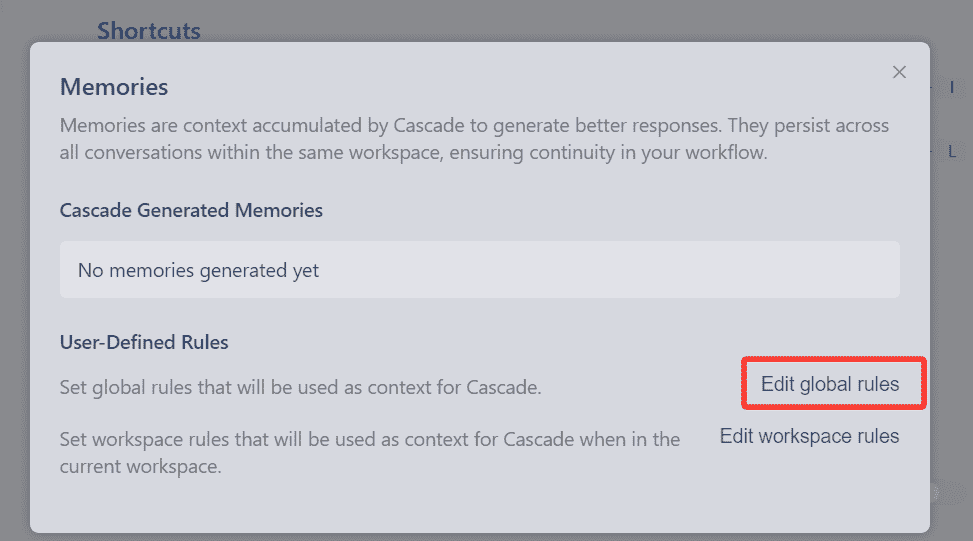 Shortcuts
Memories
Memories are context accumulated by Cascade to generate better responses. They persist across
all conversations within the same workspace, ensuring continuity in your workflow.
Cascade Generated Memories
No memories generated yet
User-Defined Rules
Set global rules that will be used as context for Cascade.
Edit global rules
Set workspace rules that will be used as context for Cascade when in the
current workspace.
Edit workspace rules
I
L